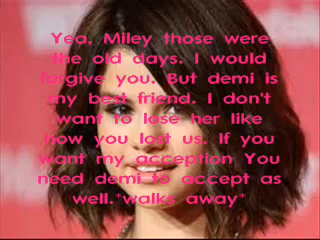 Yea, Miley those were
the old days. I would
forgive you. But demi is
my best friend. I don't
want to lose her like
how you lost us. If you
want my acception You
need demi to accept as
well.*walks away*